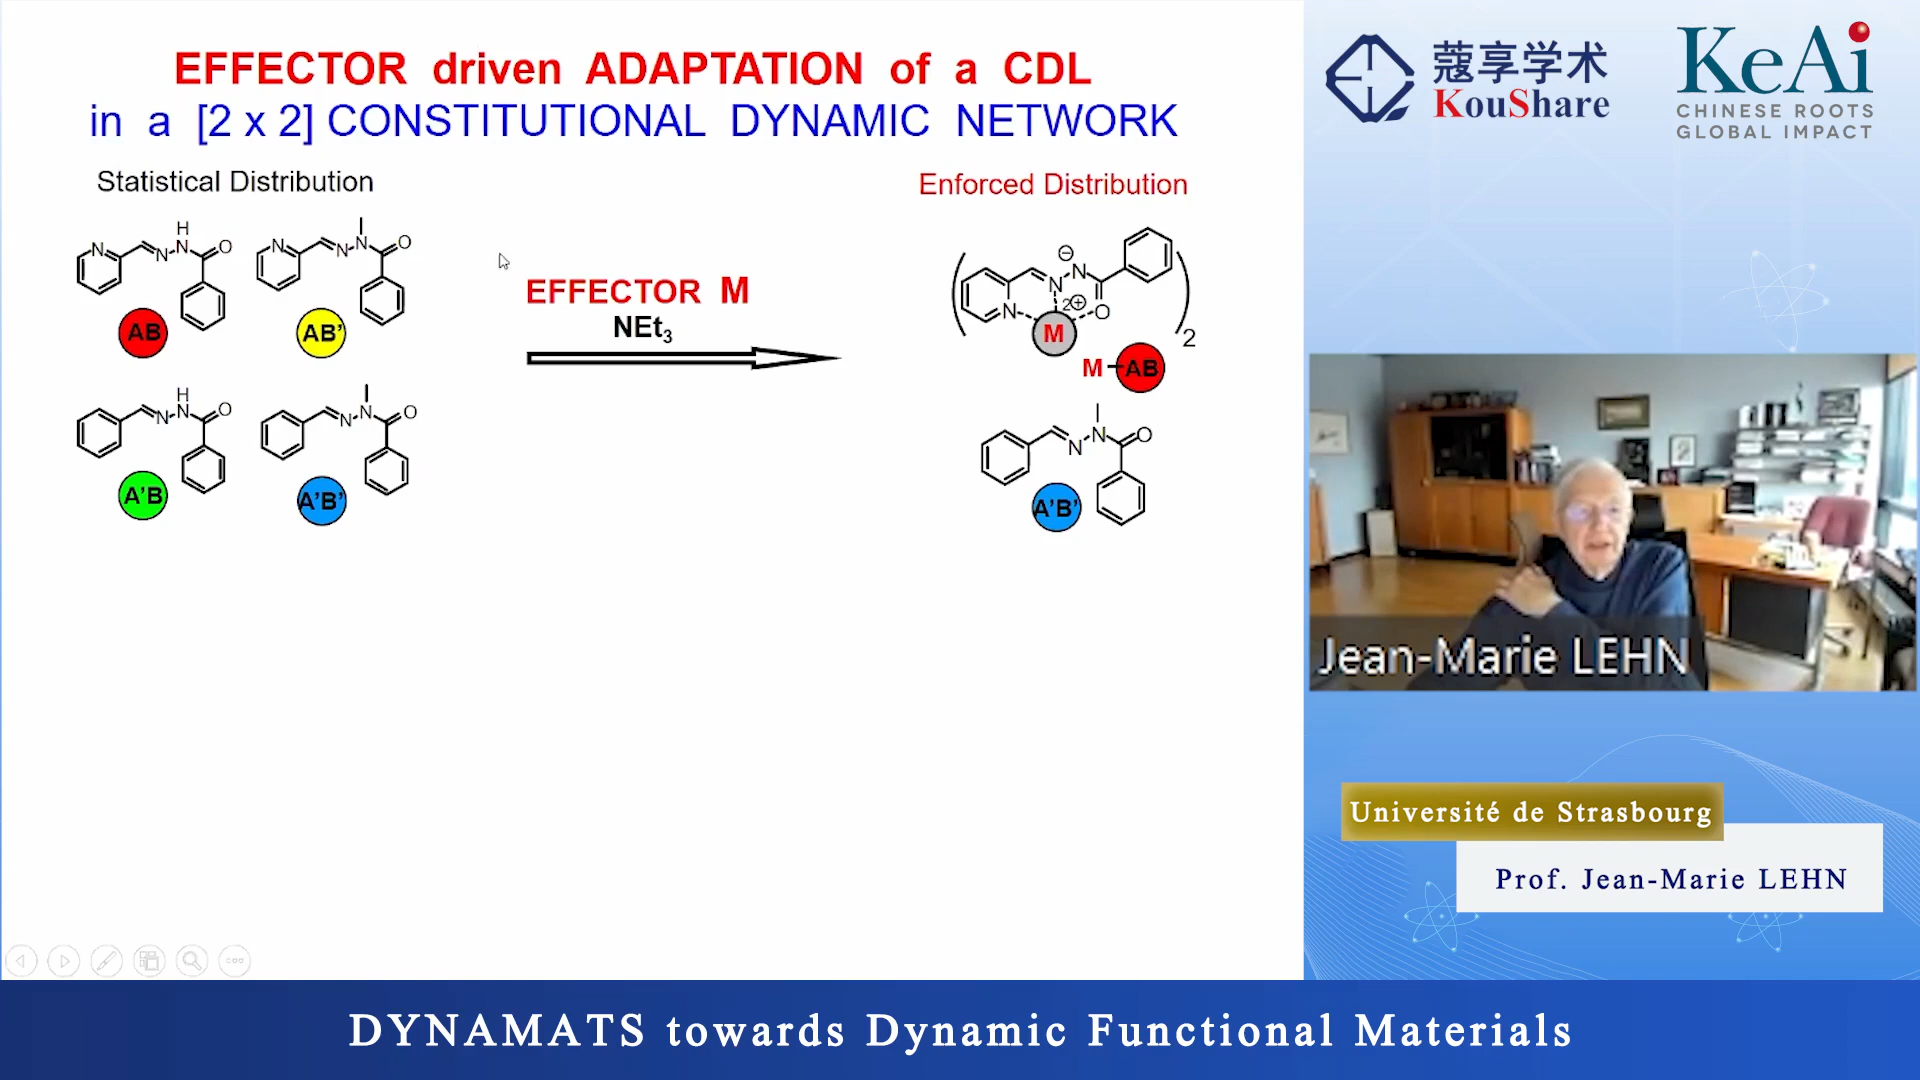 EFFECTOR driven ADAPTATION of a CDL
in a [2 x 2] CONSTITUTIONAL DYNAMIC NETWORK
Statistical Distribution
Enforced Distribution
N
N
H
N
O
AB
N
N
N
O
AB’
N
H
N
O
A’B
N
N
O
A’B’
EFFECTOR M
NEt3
N
N
N
O
⊖
2⊕
M
2
M-AB
N
N
O
A’B’
蔻享学术
KouShare
KeAi
CHINESE ROOTS
GLOBAL IMPACT
Jean-Marie LEHN
Université de Strasbourg
Prof. Jean-Marie LEHN
DYNAMATS towards Dynamic Functional Materials